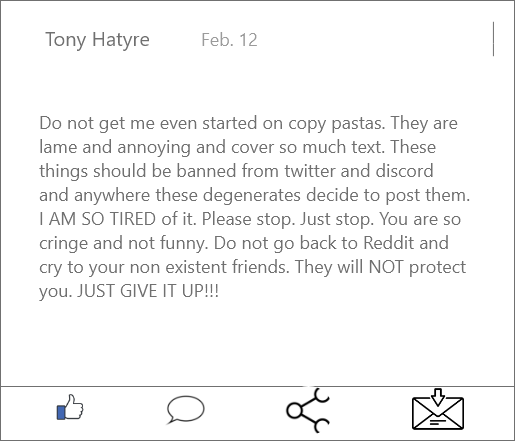 Tony Hatyre Feb. 12
Do not get me even started on copy pastas. They are
lame and annoying and cover so much text. These
things should be banned from twitter and discord
and anywhere these degenerates decide to post them.
I AM SO TIRED of it. Please stop. Just stop. You are so
cringe and not funny. Do not go back to Reddit and
cry to your non existent friends. They will NOT protect
you. JUST GIVE IT UP!!!